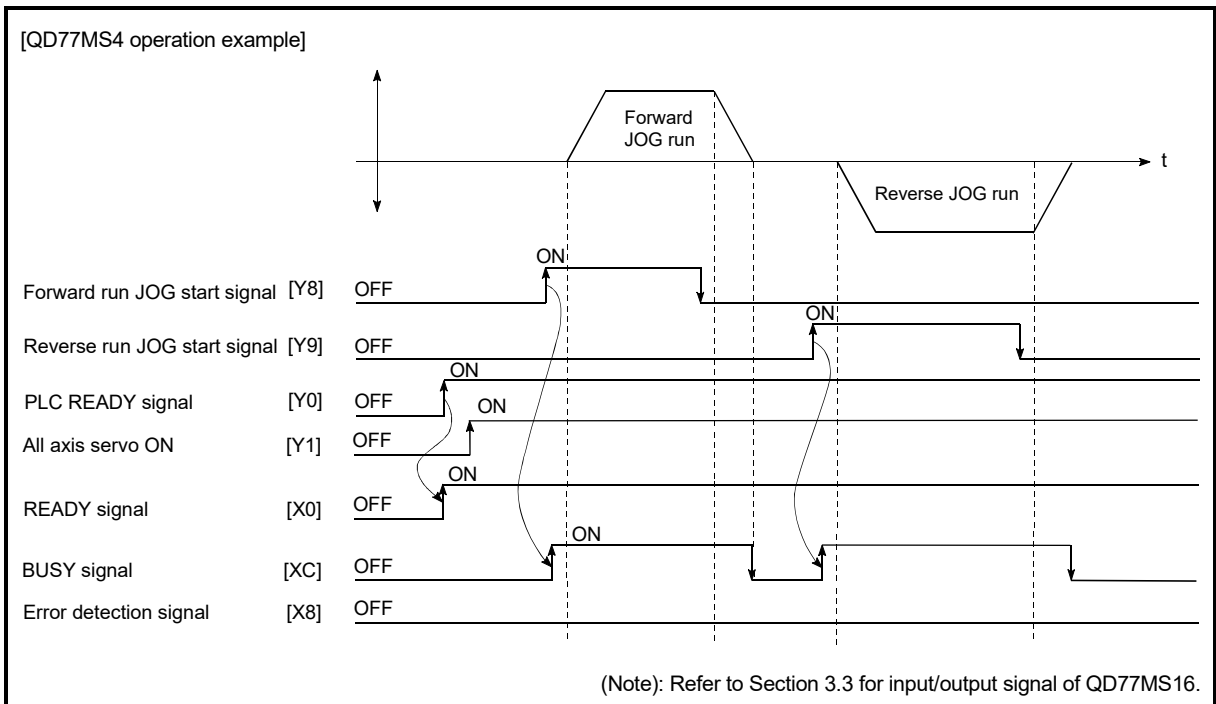 [QD77MS4 operation example]
Forward
JOG run
t
Reverse JOG run
ON
Forward run JOG start signal [Y8] OFF
ON
Reverse run JOG start signal [Y9] OFF
ON
PLC READY signal [Y0] OFF
ON
All axis servo ON [Y1] OFF
ON
READY signal [X0] OFF
ON
BUSY signal [XC] OFF
Error detection signal [X8] OFF
(Note): Refer to Section 3.3 for input/output signal of QD77MS16.